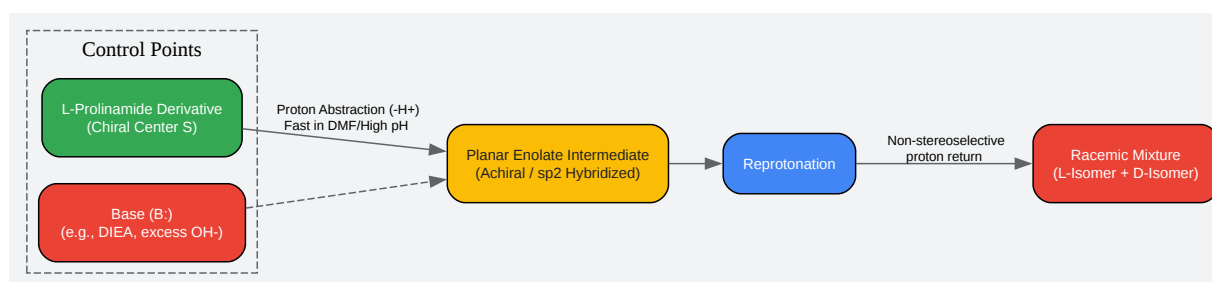 Control Points
L-Prolinamide Derivative
(Chiral Center S)
Base (B:)
(e.g., DIEA, excess OH-)
Proton Abstraction (-H+)
Fast in DMF/High pH
Planar Enolate Intermediate
(Achiral / sp2 Hybridized)
Reprotonation
Non-stereoselective
proton return
Racemic Mixture
(L-Isomer + D-Isomer)